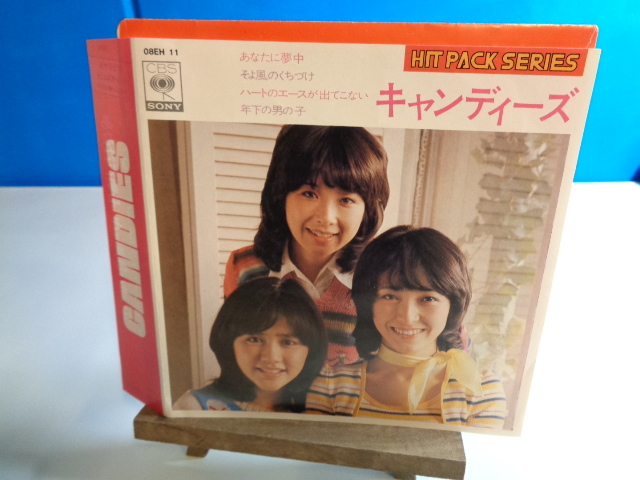 08EH 11
CBS
SONY
あなたに夢中
そよ風のくちづけ
ハートのエースが出てこない
年下の男の子
HIT PACK SERIES
キャンディーズ
CANDIES